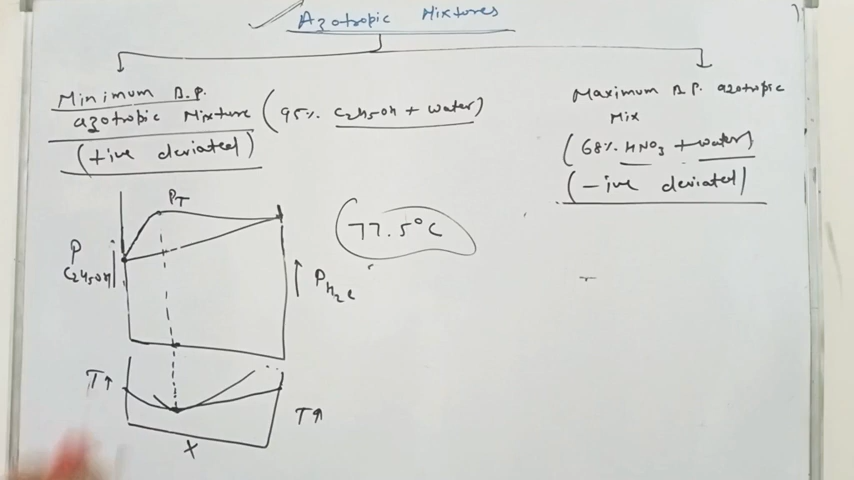 Azotropic Mixtures
Minimum B.P.
azotropic Mixture (95% C2H5OH + water)
(+ive deviated)
Maximum B.P. azotropic
Mix
(68% HNO3 + water)
(-ive deviated)
PT
P
C2H5OH
77.5°C
PH2O
T↑
T↑
X